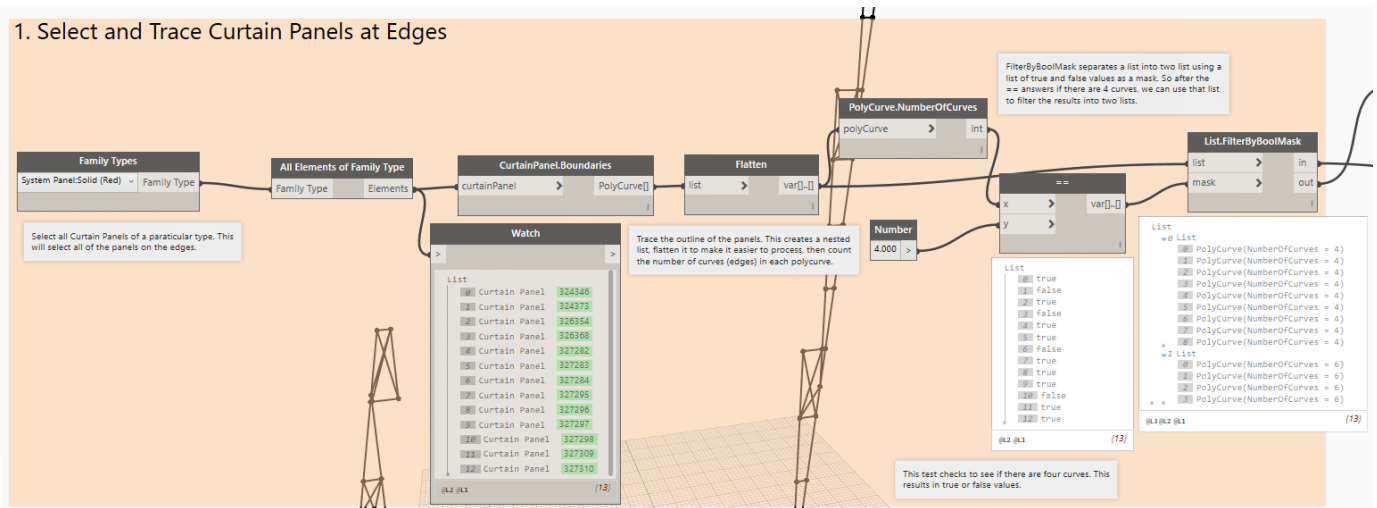 1. Select and Trace Curtain Panels at Edges
FilterByBoolMask separates a list into two list using a
list of true and false values as a mask. So after the
== answers if there are 4 curves, we can use that list
to filter the results into two lists.
PolyCurve.NumberOfCurves
polyCurve > int
l
Family Types
System Panel:Solid (Red) Family Type
All Elements of Family Type
Family Type Elements
CurtainPanel.Boundaries
curtainPanel > PolyCurve[]
l
Flatten
list > var[]..[]
l
List.FilterByBoolMask
list > in
mask > out
l
==
x > var[]..[]
y >
l
Number
4.000 >
Select all Curtain Panels of a paraticular type. This
will select all of the panels on the edges.
Watch
> >
List
0 Curtain Panel 324346
1 Curtain Panel 324373
2 Curtain Panel 326354
3 Curtain Panel 326368
4 Curtain Panel 327282
5 Curtain Panel 327283
6 Curtain Panel 327284
7 Curtain Panel 327295
8 Curtain Panel 327296
9 Curtain Panel 327297
10 Curtain Panel 327298
11 Curtain Panel 327309
12 Curtain Panel 327310
@L2 @L1 {13}
Trace the outline of the panels. This creates a nested
list, flatten it to make it easier to process, then count
the number of curves (edges) in each polycurve.
List
0 true
1 false
2 true
3 false
4 true
5 true
6 false
7 true
8 true
9 true
10 false
11 true
12 true
@L2 @L1 {13}
List
0 List
0 PolyCurve(NumberOfCurves = 4)
1 PolyCurve(NumberOfCurves = 4)
2 PolyCurve(NumberOfCurves = 4)
3 PolyCurve(NumberOfCurves = 4)
4 PolyCurve(NumberOfCurves = 4)
5 PolyCurve(NumberOfCurves = 4)
6 PolyCurve(NumberOfCurves = 4)
7 PolyCurve(NumberOfCurves = 4)
8 PolyCurve(NumberOfCurves = 4)
1 List
0 PolyCurve(NumberOfCurves = 6)
1 PolyCurve(NumberOfCurves = 6)
2 PolyCurve(NumberOfCurves = 6)
3 PolyCurve(NumberOfCurves = 6)
@L3 @L2 @L1 {13}
This test checks to see if there are four curves. This
results in true or false values.